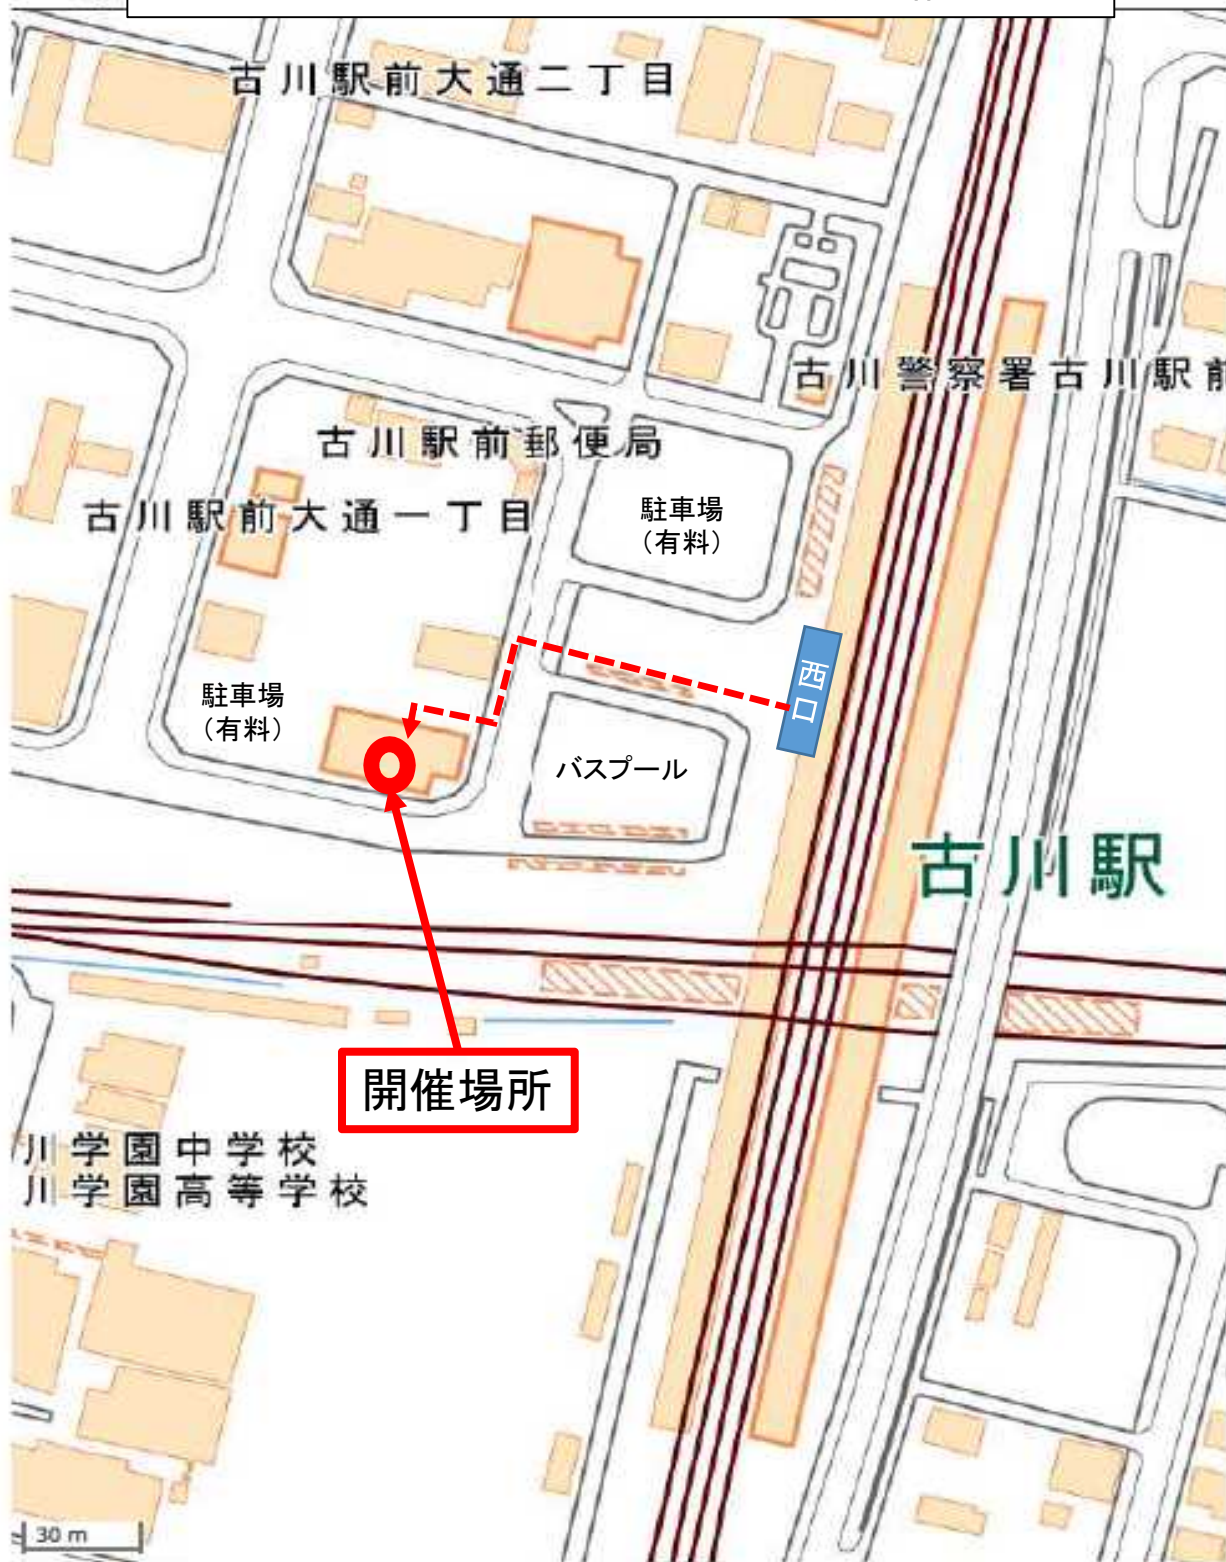 古川駅前大通二丁目
古川警察署古川駅前
古川駅前郵便局
古川駅前大通一丁目
駐車場
（有料）
西口
駐車場
（有料）
バスプール
古川駅
開催場所
川学園中学校
川学園高等学校
30 m